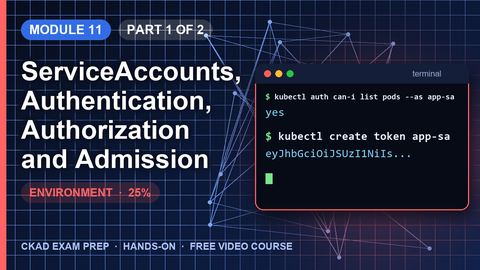 MODULE 11
PART 1 OF 2
ServiceAccounts,
Authentication,
Authorization
and Admission
ENVIRONMENT · 25%
CKAD EXAM PREP · HANDS-ON · FREE VIDEO COURSE
terminal
$ kubectl auth can-i list pods --as app-sa
yes
$ kubectl create token app-sa
eyJhbGciOiJSUzI1NiIs...